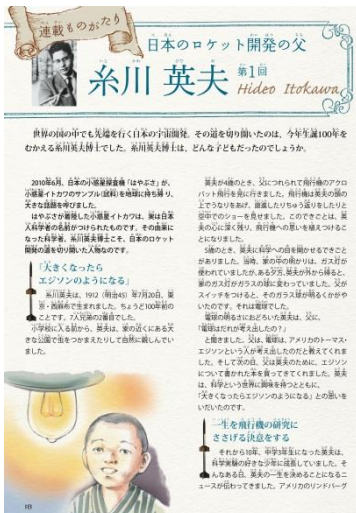 連載ものがたり
日本のロケット開発の父
糸川 英夫 第1回
Hideo Itokawa
世界の国の中でも先端を行く日本の宇宙開発。その道を切り開いたのは、今年生誕100年を
むかえる糸川英夫博士でした。糸川英夫博士は、どんな子どもだったのでしょうか。
2010年6月、日本の小惑星探査機「はやぶさ」が、
小惑星イトカワのサンプル(試料)を地球に持ち帰り、
大きな話題を呼びました。
はやぶさが着陸した小惑星イトカワは、実は日本
人科学者の名前がつけられたものです。その由来に
なった科学者、糸川英夫博士こそ、日本のロケット
開発の道を切り開いた人物なのです。
「大きくなったら
エジソンのようになる」
糸川英夫は、1912(明治45)年7月20日、東
京・西麻布で生まれました。ちょうど100年前の
ことです。7人兄弟の2番目でした。
小学校に入る前から、英夫は、家の近くにある大
きな公園で虫をつかまえたりして自然に親しんでい
ました。
英夫が4歳のとき、父につれられて飛行機のアクロ
バット飛行を見に行きました。飛行機は英夫の頭の
上でうなりをあげ、急進したりちゅう返りをしたりと
空中でのショーを見せました。このできごとは、英
夫の心に深く残り、飛行機への思いを植えつけるこ
とになりました。
5歳のとき、英夫に科学への目を開かせるできごと
がありました。当時、家の中の明かりは、ガス灯が
使われていましたが、ある夕方、英夫が外から帰ると、
家のガス灯がガラスの球に変わっていました。父が
スイッチをつけると、そのガラス球が明るくかがや
いたのです。それは電球でした。
電球の明るさにおどろいた英夫は、父に、
「電球はだれが考え出したの?」
と聞きました。父は、電球は、アメリカのトーマス・
エジソンという人が考え出したのだと教えてくれま
した。そして次の日、父は英夫のために、エジソン
について書かれた本を買ってきてくれました。英夫
は、科学という世界に興味を持つとともに、
「大きくなったらエジソンのようになる」との思いを
いだいたのです。
一生を飛行機の研究に
ささげる決意をする
それから10年、中学3年生になった英夫は、
科学実験の好きな少年に成長していました。そ
んなある日、英夫の一生を決めることになるニ
ュースが伝わってきました。アメリカのリンドバーグ